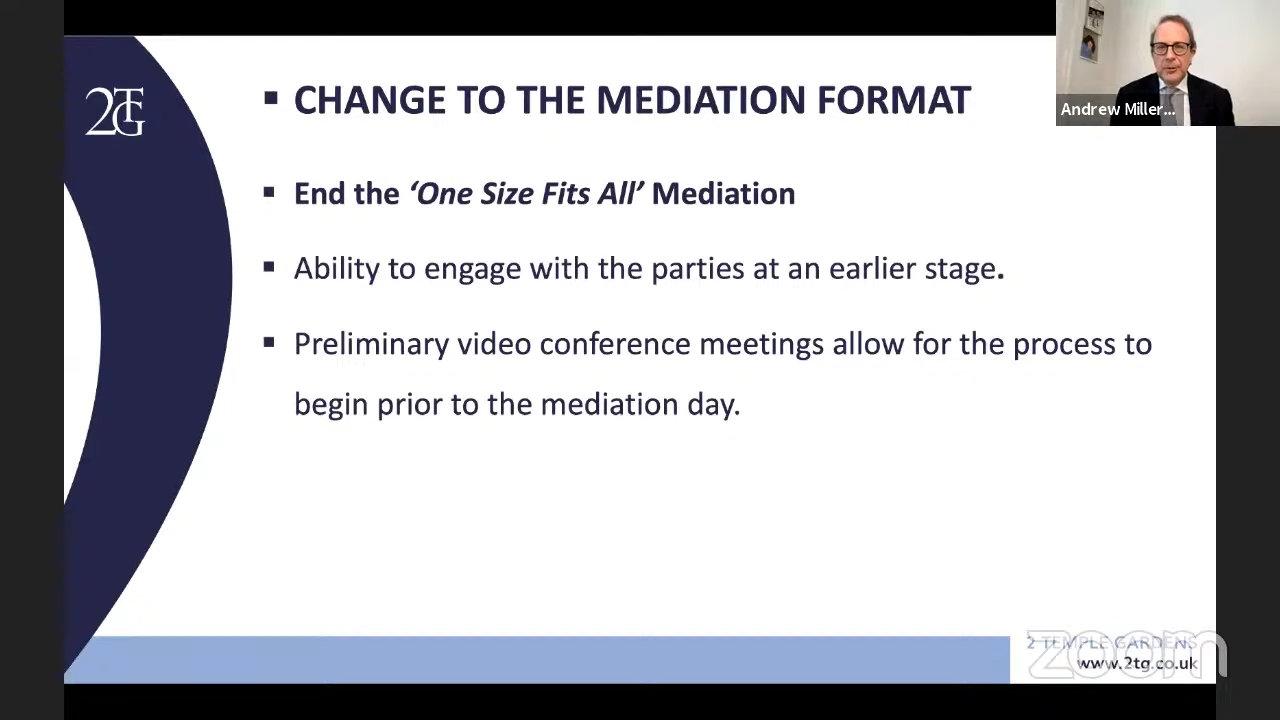 2TG
▪ CHANGE TO THE MEDIATION FORMAT
▪ End the ‘One Size Fits All’ Mediation
▪ Ability to engage with the parties at an earlier stage.
▪ Preliminary video conference meetings allow for the process to
begin prior to the mediation day.
Andrew Miller...
2 TEMPLE GARDENS
www.2tg.co.uk
zoom